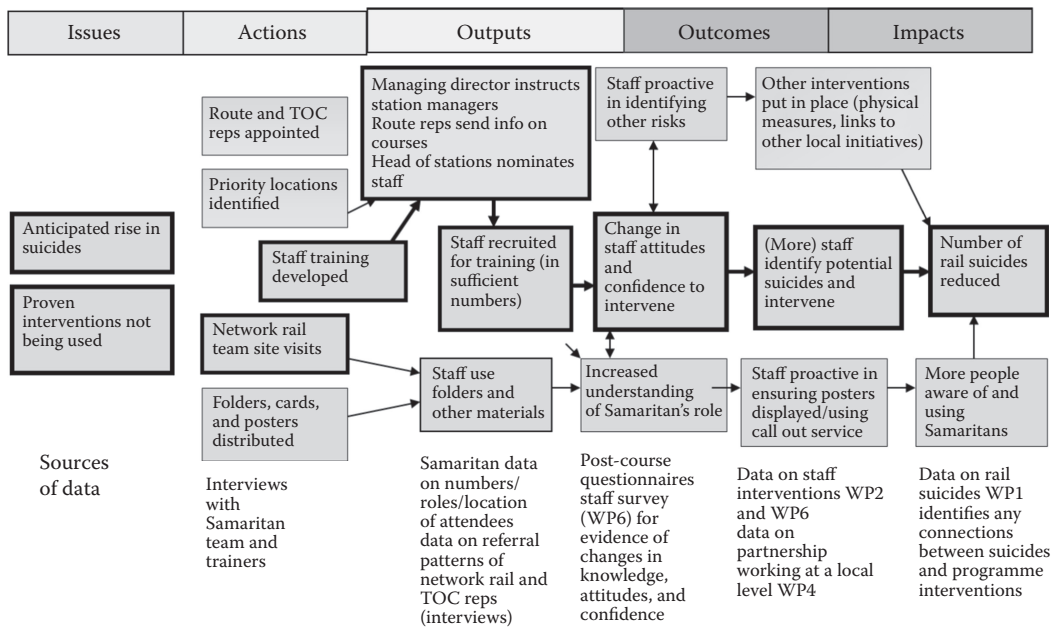 Issues
Actions
Outputs
Outcomes
Impacts
Anticipated rise in
suicides
Proven
interventions not
being used
Route and TOC
reps appointed
Priority locations
identified
Staff training
developed
Network rail
team site visits
Folders, cards,
and posters
distributed
Managing director instructs
station managers
Route reps send info on
courses
Head of stations nominates
staff
Staff recruited
for training (in
sufficient
numbers)
Staff use
folders and
other materials
Staff proactive
in identifying
other risks
Change in
staff attitudes
and
confidence to
intervene
Increased
understanding
of Samaritan's role
Other interventions
put in place (physical
measures, links to
other local initiatives)
(More) staff
identify potential
suicides and
intervene
Staff proactive in
ensuring posters
displayed/using
call out service
Number of
rail suicides
reduced
More people
aware of and
using
Samaritans
Sources
of data
Interviews
with
Samaritan
team and
trainers
Samaritan data
on numbers/
roles/location
of attendees
data on referral
patterns of
network rail and
TOC reps
(interviews)
Post-course
questionnaires
staff survey
(WP6) for
evidence of
changes in
knowledge,
attitudes, and
confidence
Data on staff
interventions WP2
and WP6
data on
partnership
working at a local
level WP4
Data on rail
suicides WP1
identifies any
connections
between suicides
and programme
interventions